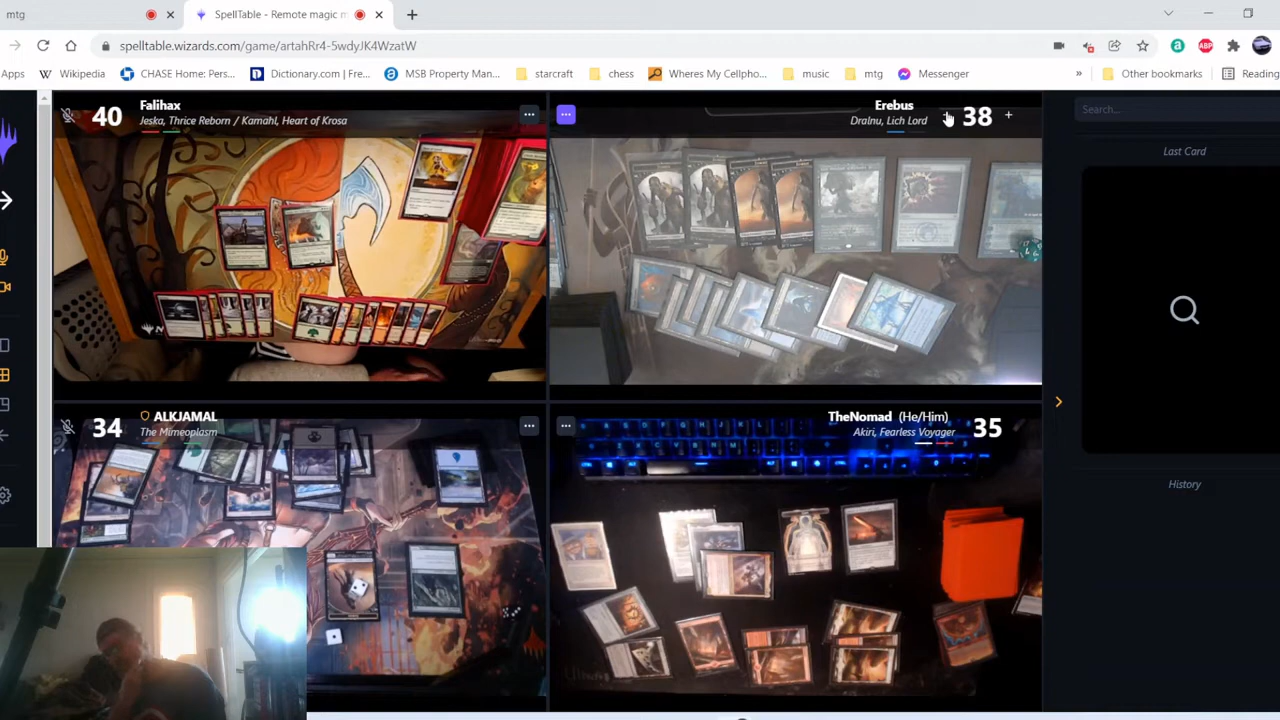 mtg
SpellTable - Remote magic m
spelltable.wizards.com/game/artahRr4-5wdyJK4WzatW
Apps
Wikipedia
CHASE Home Pers...
Dictionary.com | Fre...
MSB Property Man...
starcraft
chess
Wheres My Cellpho...
music
mtg
Messenger
»
Other bookmarks
Reading
ABP
40
Falihax
Jeska, Thrice Reborn / Kamahl, Heart of Krosa
Erebus
Dralnu, Lich Lord
38 +
Search...
Last Card
History
34
ALKJAMAL
The Mimeoplasm
TheNomad (He/Him)
Akiri, Fearless Voyager
35